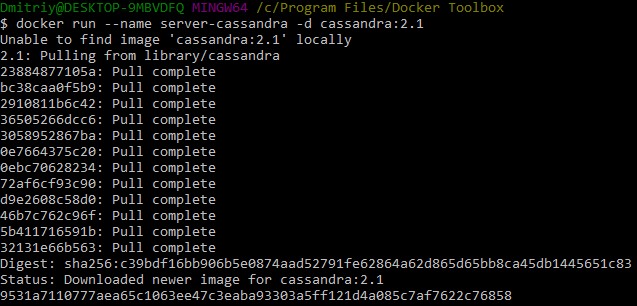 Dmitriy@DESKTOP-9MBVDFQ MINGW64 /c/Program Files/Docker Toolbox
$ docker run --name server-cassandra -d cassandra:2.1
Unable to find image 'cassandra:2.1' locally
2.1: Pulling from library/cassandra
23884877105a: Pull complete
bc38caa0f5b9: Pull complete
2910811b6c42: Pull complete
36505266dcc6: Pull complete
3058952867ba: Pull complete
0e7664375c20: Pull complete
0ebc70628234: Pull complete
72af6cf93c90: Pull complete
d9e2608c58d0: Pull complete
46b7c762c96f: Pull complete
5b411716591b: Pull complete
32131e66b563: Pull complete
Digest: sha256:c39bdf16bb906b5e0874aad52791fe62864a62d865d65bb8ca45db1445651c83
Status: Downloaded newer image for cassandra:2.1
9531a7110777aea65c1063ee47c3eaba93303a5ff121d4a085c7af7622c76858